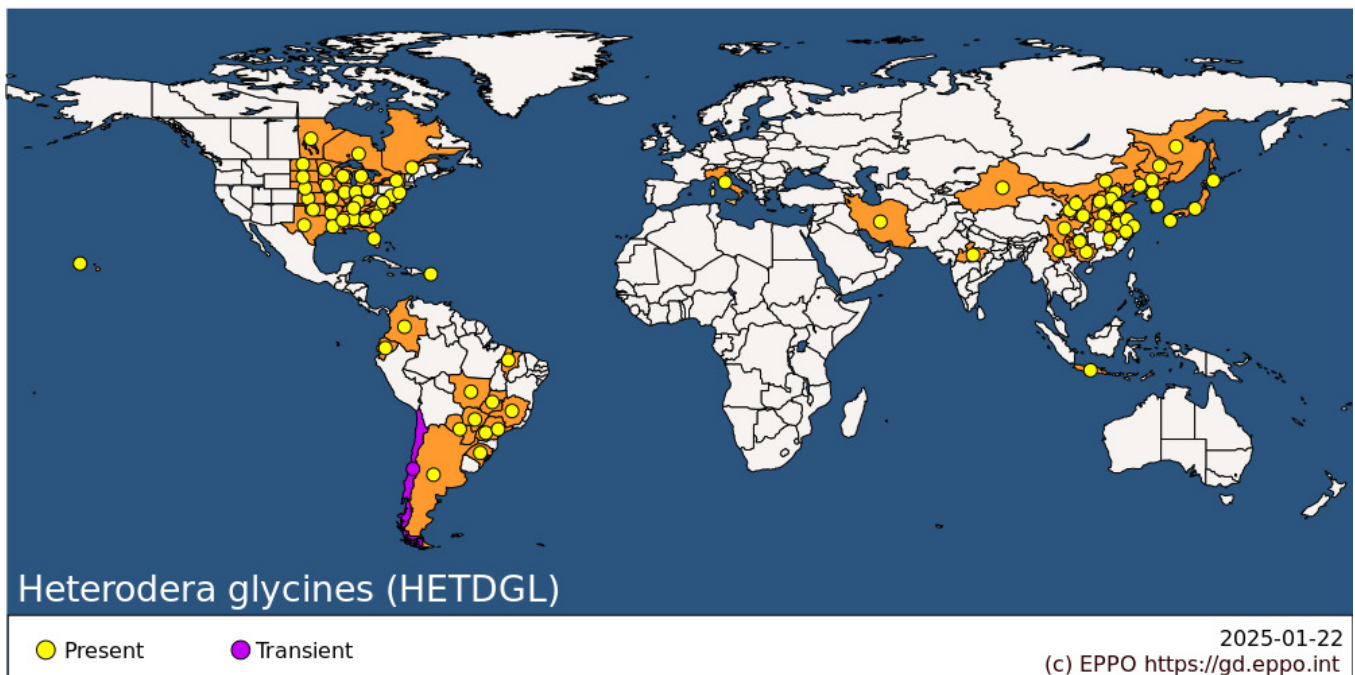 Heterodera glycines (HETDGL)
Present
Transient
2025-01-22
(c) EPPO https://gd.eppo.int